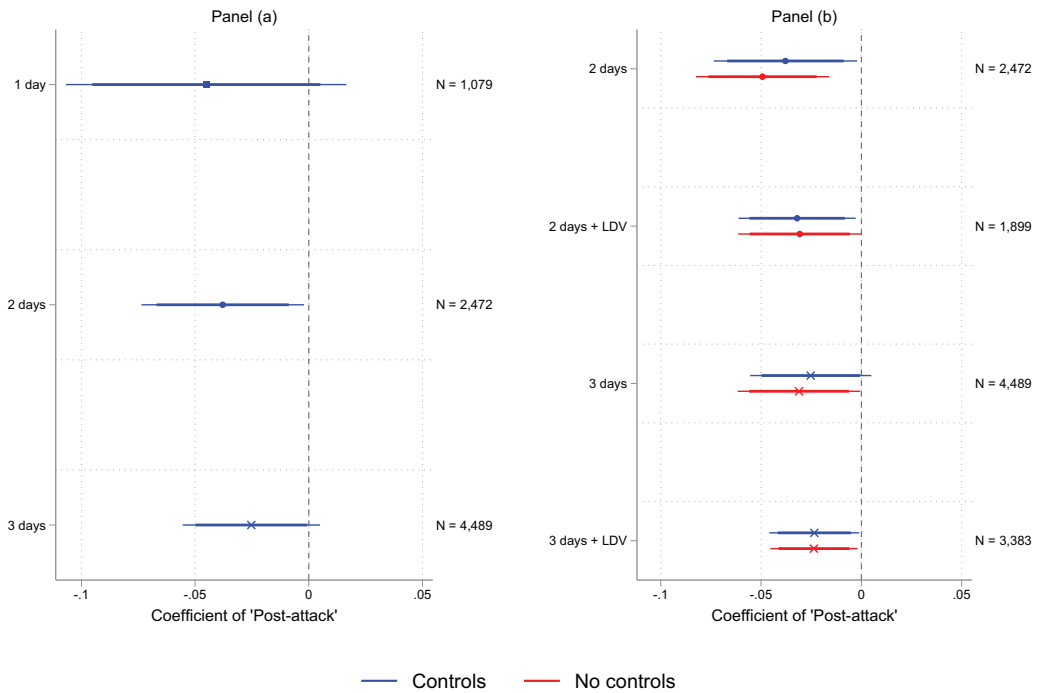 Panel (a)
1 day
N = 1,079
2 days
N = 2,472
3 days
N = 4,489
-.1
-.05
0
.05
Coefficient of 'Post-attack'
Panel (b)
2 days
N = 2,472
2 days + LDV
N = 1,899
3 days
N = 4,489
3 days + LDV
N = 3,383
-.1
-.05
0
.05
Coefficient of 'Post-attack'
Controls
No controls